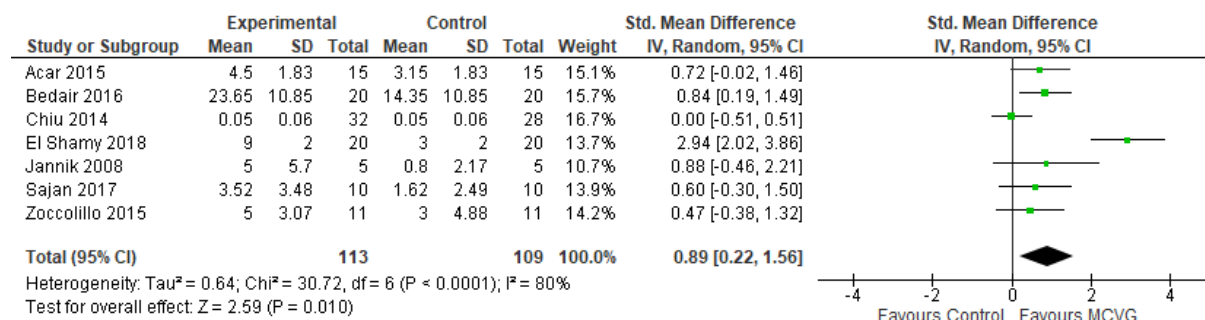 Experimental Control Std. Mean Difference Std. Mean Difference
Study or Subgroup Mean SD Total Mean SD Total Weight IV, Random, 95% CI IV, Random, 95% CI
Acar 2015 4.5 1.83 15 3.15 1.83 15 15.1% 0.72 [-0.02, 1.46]
Bedair 2016 23.65 10.85 20 14.35 10.85 20 15.7% 0.84 [0.19, 1.49]
Chiu 2014 0.05 0.06 32 0.05 0.06 28 16.7% 0.00 [-0.51, 0.51]
El Shamy 2018 9 2 20 3 2 20 13.7% 2.94 [2.02, 3.86]
Jannik 2008 5 5.7 5 0.8 2.17 5 10.7% 0.88 [-0.46, 2.21]
Sajan 2017 3.52 3.48 10 1.62 2.49 10 13.9% 0.60 [-0.30, 1.50]
Zoccolillo 2015 5 3.07 11 3 4.88 11 14.2% 0.47 [-0.38, 1.32]
Total (95% CI) 113 109 100.0% 0.89 [0.22, 1.56]
Heterogeneity: Tau² = 0.64; Chi² = 30.72, df = 6 (P < 0.0001); I² = 80%
Test for overall effect: Z = 2.59 (P = 0.010)
-4 -2 0 2 4
Favours Control Favours MCVG